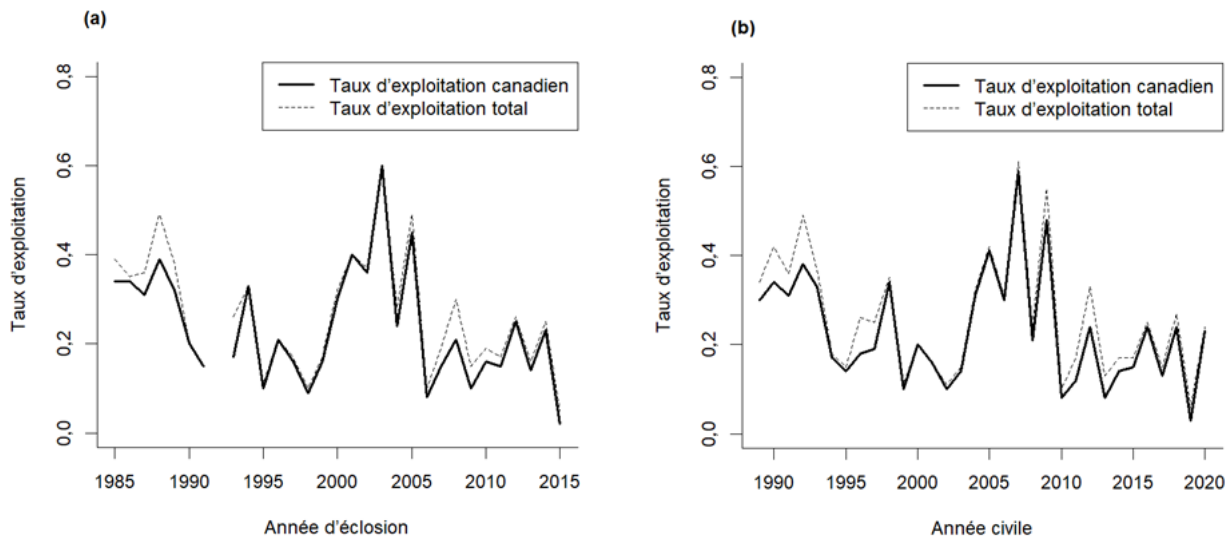 (a)
Taux d'exploitation canadien
Taux d'exploitation total
Taux d'exploitation
0,8
0,6
0,4
0,2
0,0
1985 1990 1995 2000 2005 2010 2015
Année d'éclosion
(b)
Taux d'exploitation canadien
Taux d'exploitation total
Taux d'exploitation
0,8
0,6
0,4
0,2
0,0
1990 1995 2000 2005 2010 2015 2020
Année civile